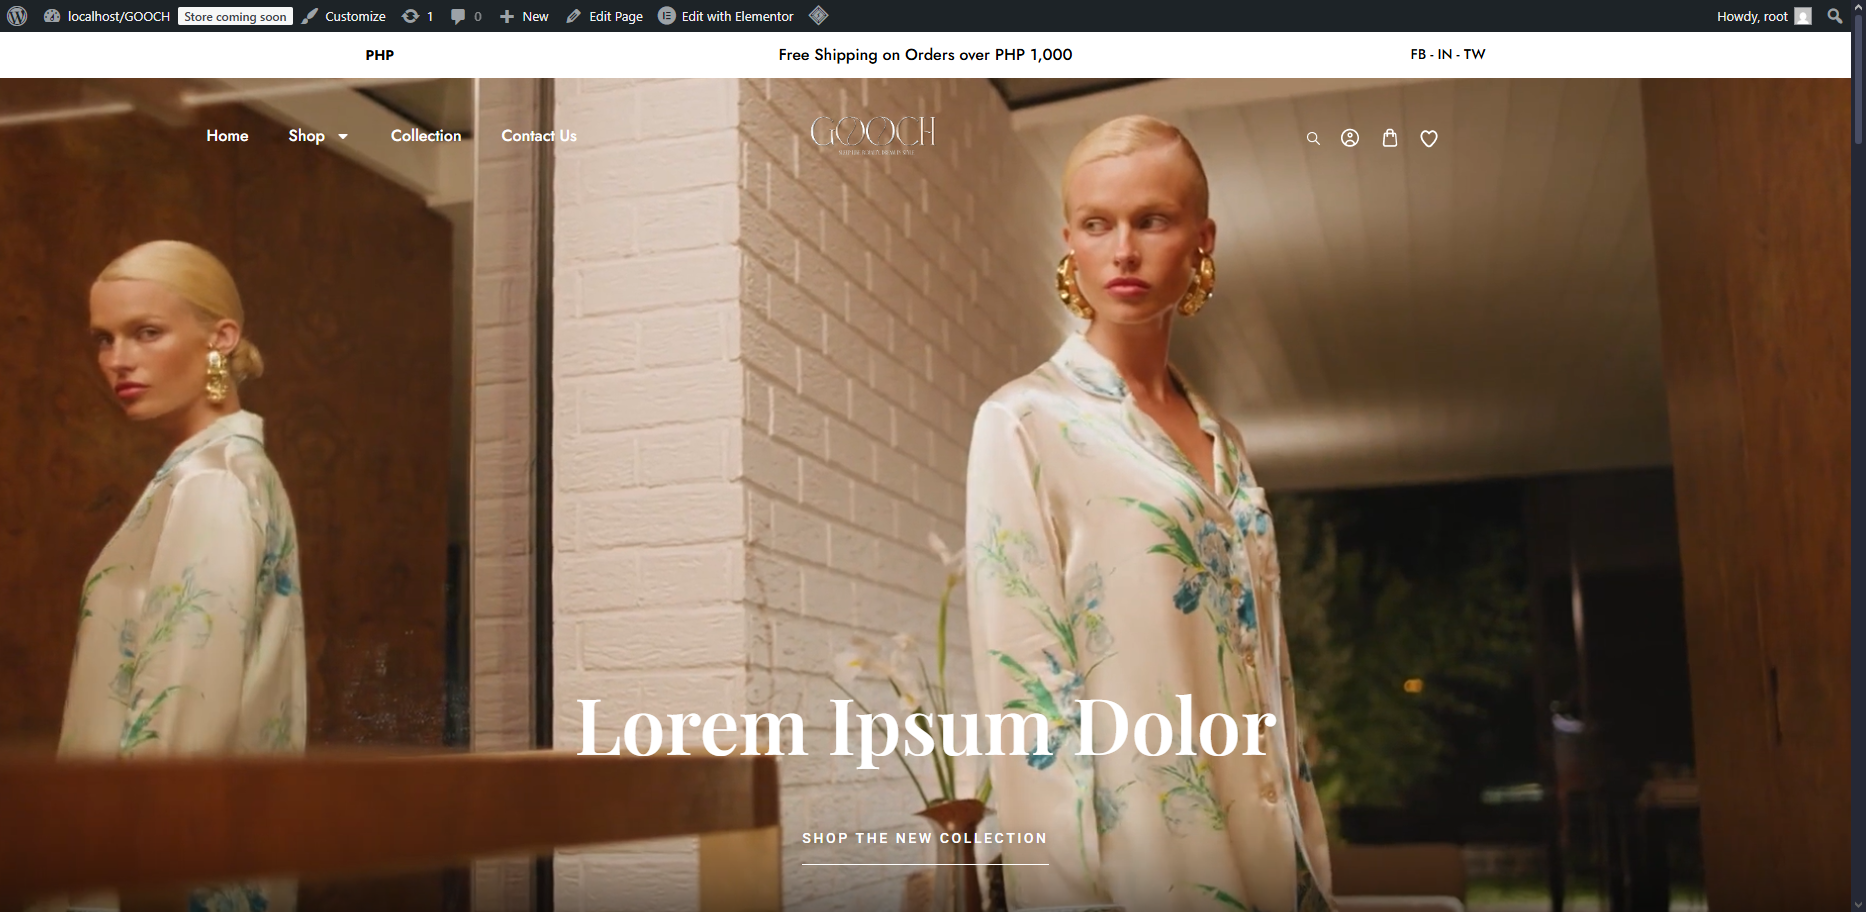 localhost/GOOCH Store coming soon Customize 1 0 New Edit Page Edit with Elementor Howdy, root
PHP Free Shipping on Orders over PHP 1,000 FB - IN - TW
Home Shop Collection Contact Us GOOCH
Lorem Ipsum Dolor
SHOP THE NEW COLLECTION